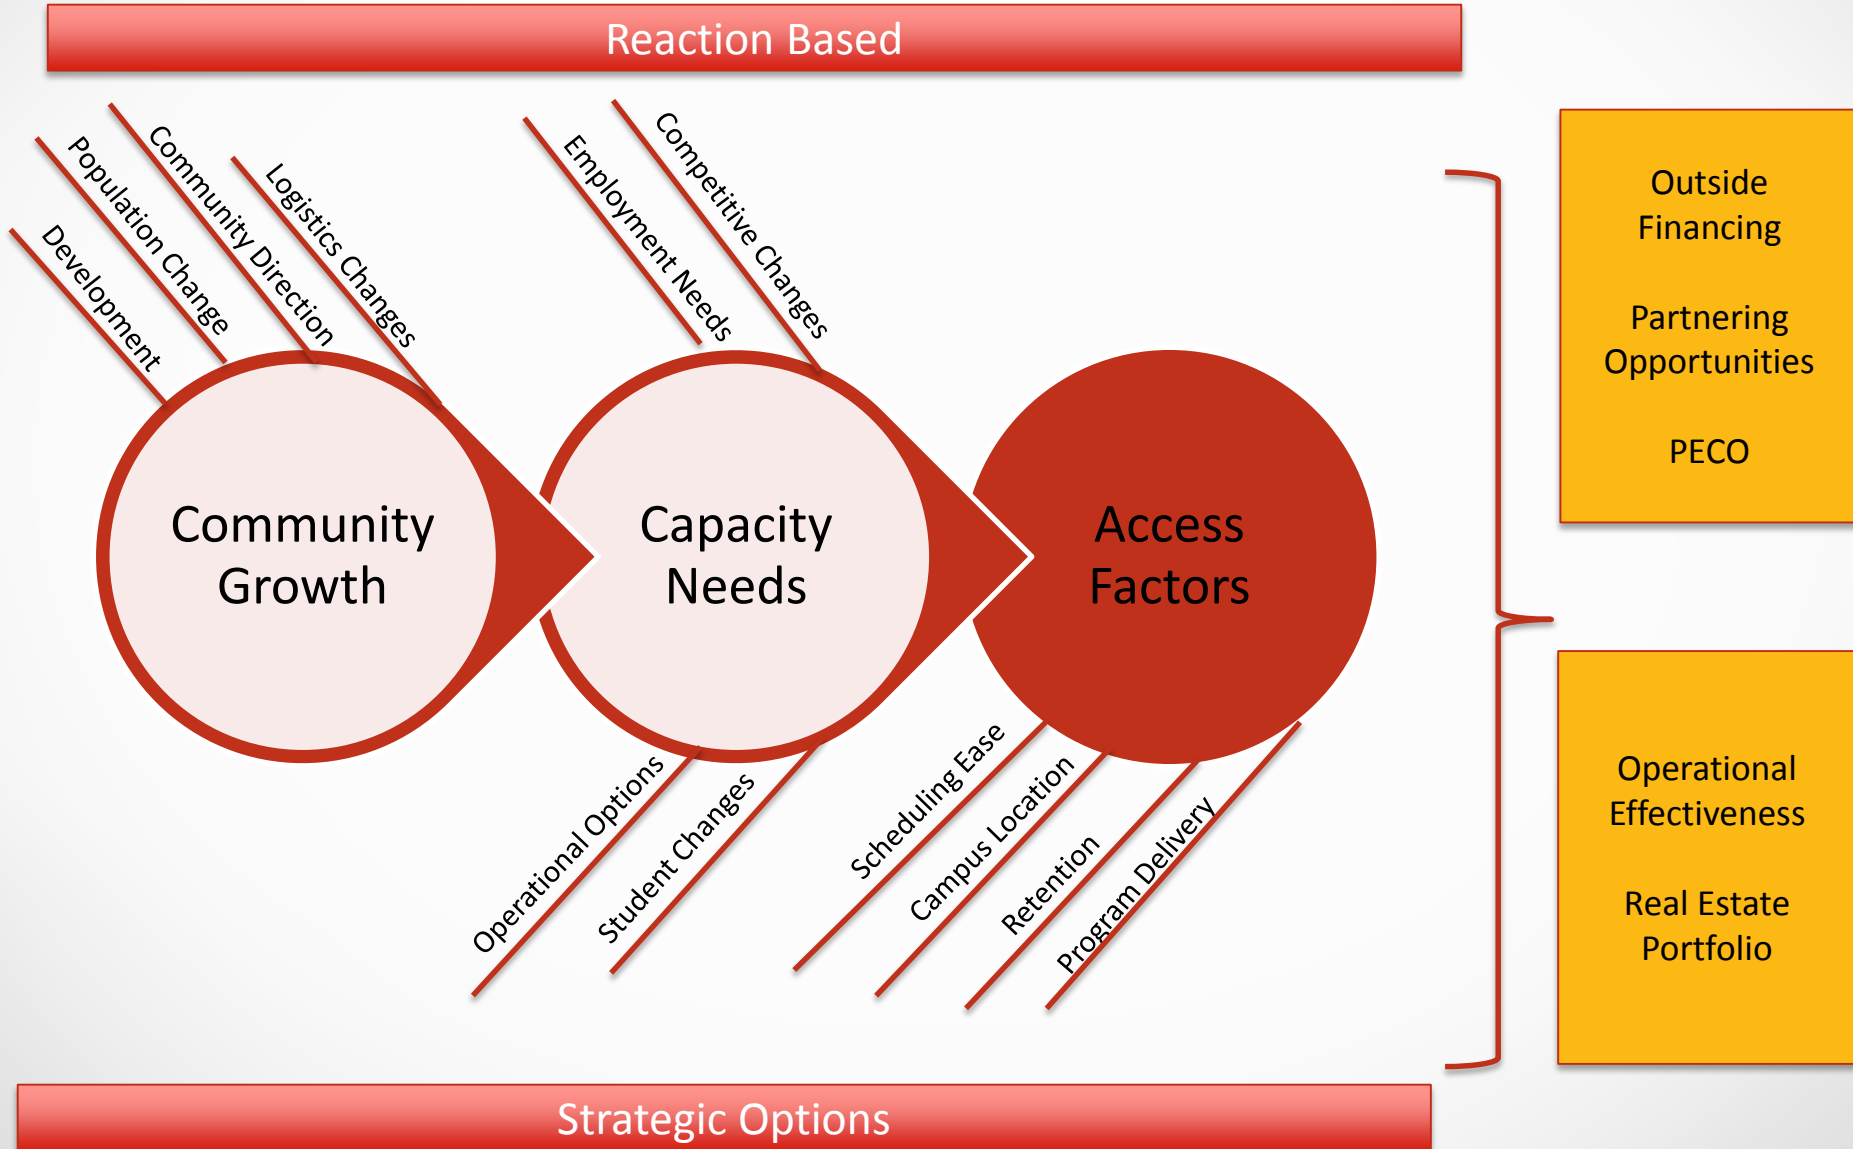 Reaction Based
Development
Population Change
Community Direction
Logistics Changes
Employment Needs
Competitive Changes
Community
Growth
Capacity
Needs
Access
Factors
Operational Options
Student Changes
Scheduling Ease
Campus Location
Retention
Program Delivery
Outside
Financing
Partnering
Opportunities
PECO
Operational
Effectiveness
Real Estate
Portfolio
Strategic Options